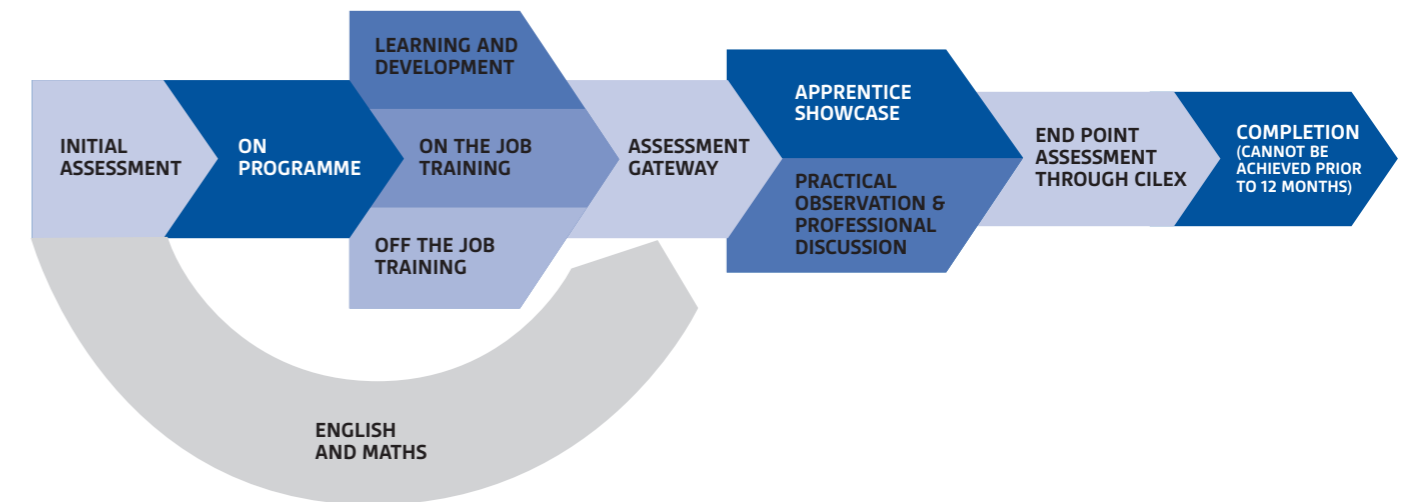 INITIAL
ASSESSMENT
ON
PROGRAMME
LEARNING AND
DEVELOPMENT
ON THE JOB
TRAINING
OFF THE JOB
TRAINING
ASSESSMENT
GATEWAY
APPRENTICE
SHOWCASE
PRACTICAL
OBSERVATION &
PROFESSIONAL
DISCUSSION
END POINT
ASSESSMENT
THROUGH CILEX
COMPLETION
(CANNOT BE
ACHIEVED PRIOR
TO 12 MONTHS)
ENGLISH
AND MATHS